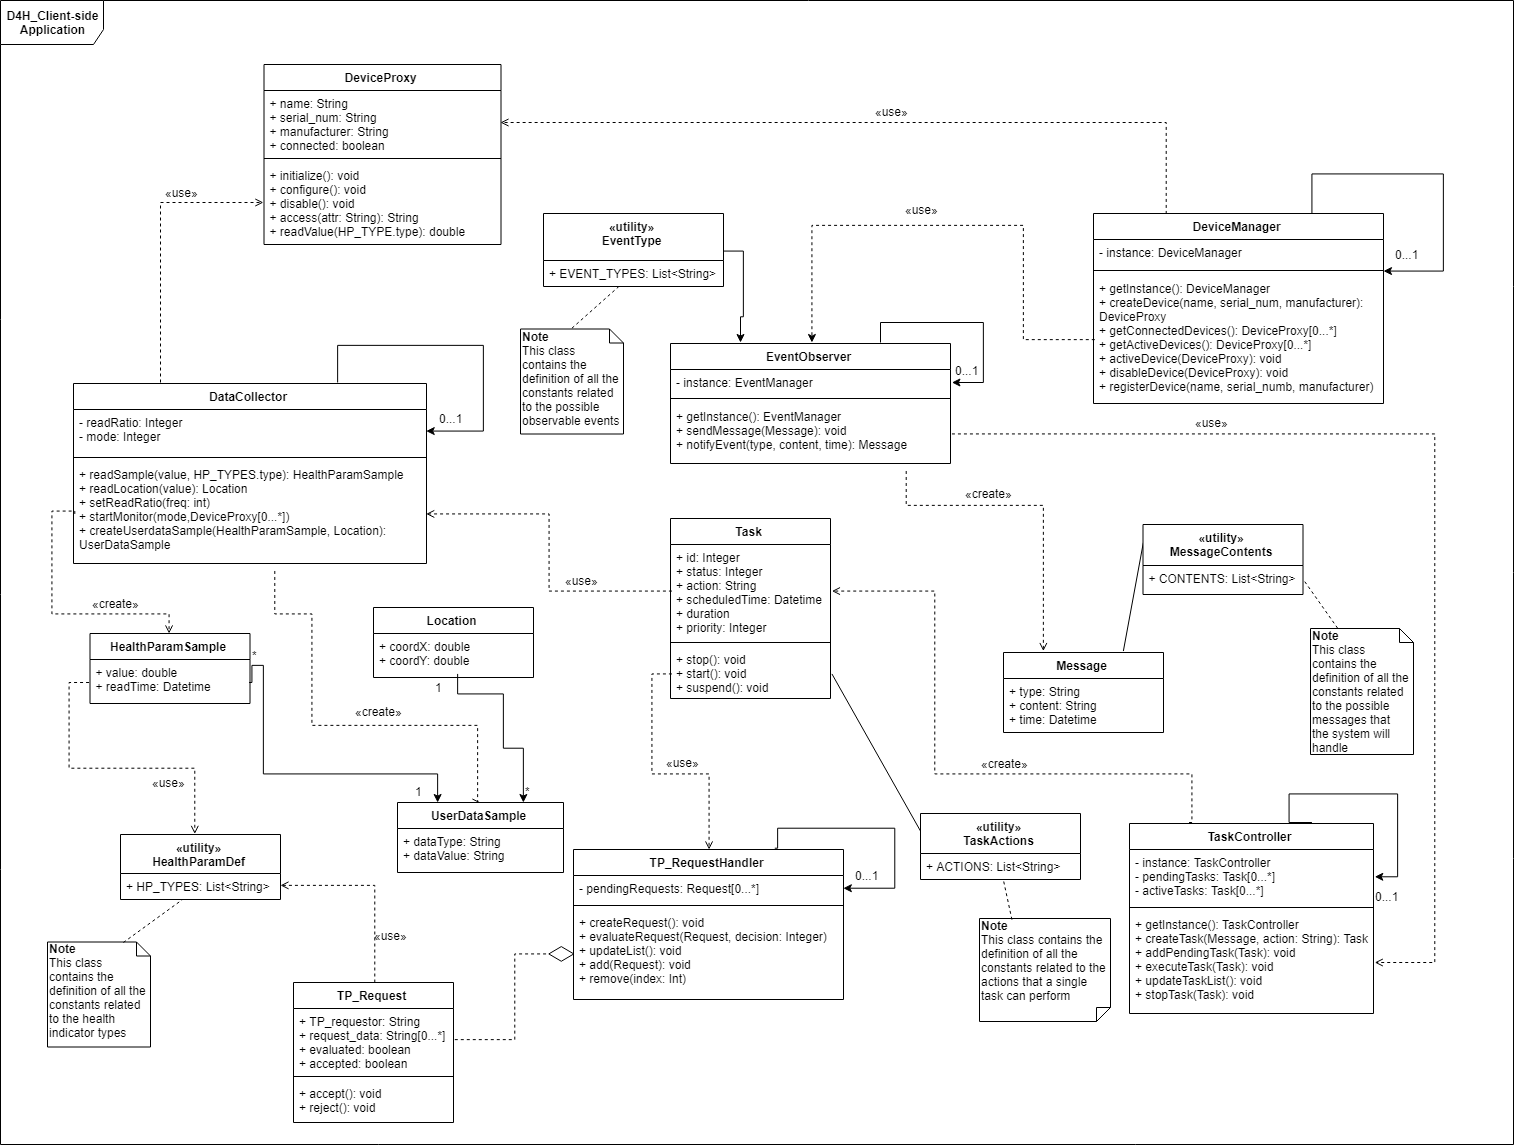 D4H_Client-side
Application
DeviceProxy
+ name: String
+ serial_num: String
+ manufacturer: String
+ connected: boolean
+ initialize(): void
+ configure(): void
+ disable(): void
+ access(attr: String): String
+ readValue(HP_TYPE.type): double
«use»
«use»
«utility»
EventType
+ EVENT_TYPES: List<String>
«use»
DeviceManager
- instance: DeviceManager
+ getInstance(): DeviceManager
+ createDevice(name, serial_num, manufacturer):
DeviceProxy
+ getConnectedDevices(): DeviceProxy[0...*]
+ getActiveDevices(): DeviceProxy[0...*]
+ activeDevice(DeviceProxy): void
+ disableDevice(DeviceProxy): void
+ registerDevice(name, serial_numb, manufacturer)
0...1
Note
This class
contains the
definition of all the
constants related
to the possible
observable events
EventObserver
- instance: EventManager
+ getInstance(): EventManager
+ sendMessage(Message): void
+ notifyEvent(type, content, time): Message
0...1
«use»
DataCollector
- readRatio: Integer
- mode: Integer
+ readSample(value, HP_TYPES.type): HealthParamSample
+ readLocation(value): Location
+ setReadRatio(freq: int)
+ startMonitor(mode,DeviceProxy[0...*])
+ createUserdataSample(HealthParamSample, Location):
UserDataSample
0...1
«create»
Task
+ id: Integer
+ status: Integer
+ action: String
+ scheduledTime: Datetime
+ duration
+ priority: Integer
+ stop(): void
+ start(): void
+ suspend(): void
«use»
«utility»
MessageContents
+ CONTENTS: List<String>
«create»
HealthParamSample
+ value: double
+ readTime: Datetime
*
Location
+ coordX: double
+ coordY: double
1
Message
+ type: String
+ content: String
+ time: Datetime
Note
This class
contains the
definition of all the
constants related
to the possible
messages that
the system will
handle
«create»
«use»
«use»
«create»
1
*
UserDataSample
+ dataType: String
+ dataValue: String
«utility»
HealthParamDef
+ HP_TYPES: List<String>
TP_RequestHandler
- pendingRequests: Request[0...*]
+ createRequest(): void
+ evaluateRequest(Request, decision: Integer)
+ updateList(): void
+ add(Request): void
+ remove(index: Int)
0...1
«utility»
TaskActions
+ ACTIONS: List<String>
TaskController
- instance: TaskController
- pendingTasks: Task[0...*]
- activeTasks: Task[0...*]
+ getInstance(): TaskController
+ createTask(Message, action: String): Task
+ addPendingTask(Task): void
+ executeTask(Task): void
+ updateTaskList(): void
+ stopTask(Task): void
0...1
«use»
Note
This class
contains the
definition of all the
constants related
to the health
indicator types
Note
This class contains the
definition of all the
constants related to the
actions that a single
task can perform
TP_Request
+ TP_requestor: String
+ request_data: String[0...*]
+ evaluated: boolean
+ accepted: boolean
+ accept(): void
+ reject(): void